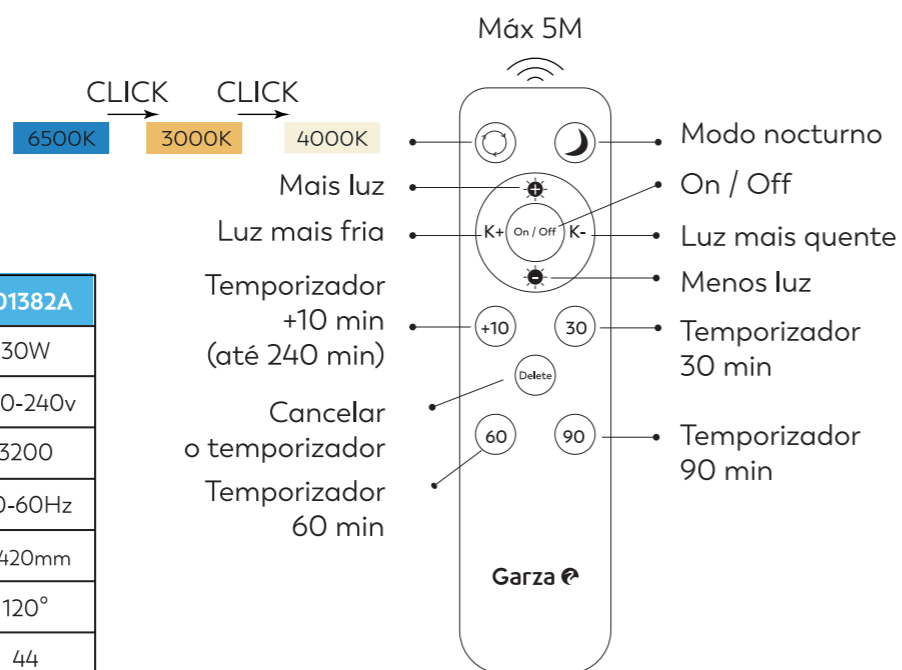 Máx 5M
CLICK CLICK
6500K 3000K 4000K
Modo nocturno
Mais luz
On / Off
Luz mais fria
K+ On / Off K-
Luz mais quente
Menos luz
Temporizador
+10 min
(até 240 min)
+10 30
Temporizador
30 min
Delete
Cancelar
o temporizador
60 90
Temporizador
90 min
Temporizador
60 min
Garza
01382A
30W
0-240v
3200
0-60Hz
420mm
120°
44